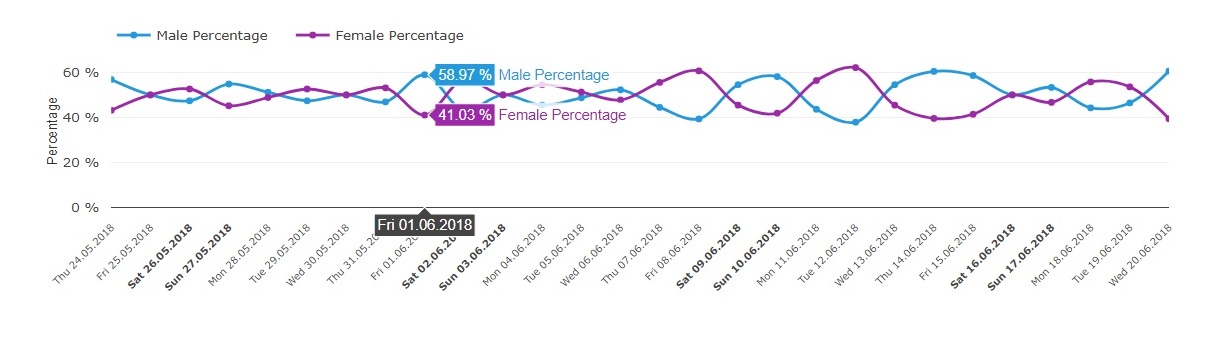 Male Percentage Female Percentage
60 %
58.97 % Male Percentage
40 %
41.03 % Female Percentage
Percentage
20 %
0 %
Fri 01.06.2018
Thu 24.05.2018
Fri 25.05.2018
Sat 26.05.2018
Sun 27.05.2018
Mon 28.05.2018
Tue 29.05.2018
Wed 30.05.2018
Thu 31.05.2018
Fri 01.06.2018
Sat 02.06.2018
Sun 03.06.2018
Mon 04.06.2018
Tue 05.06.2018
Wed 06.06.2018
Thu 07.06.2018
Fri 08.06.2018
Sat 09.06.2018
Sun 10.06.2018
Mon 11.06.2018
Tue 12.06.2018
Wed 13.06.2018
Thu 14.06.2018
Fri 15.06.2018
Sat 16.06.2018
Sun 17.06.2018
Mon 18.06.2018
Tue 19.06.2018
Wed 20.06.2018